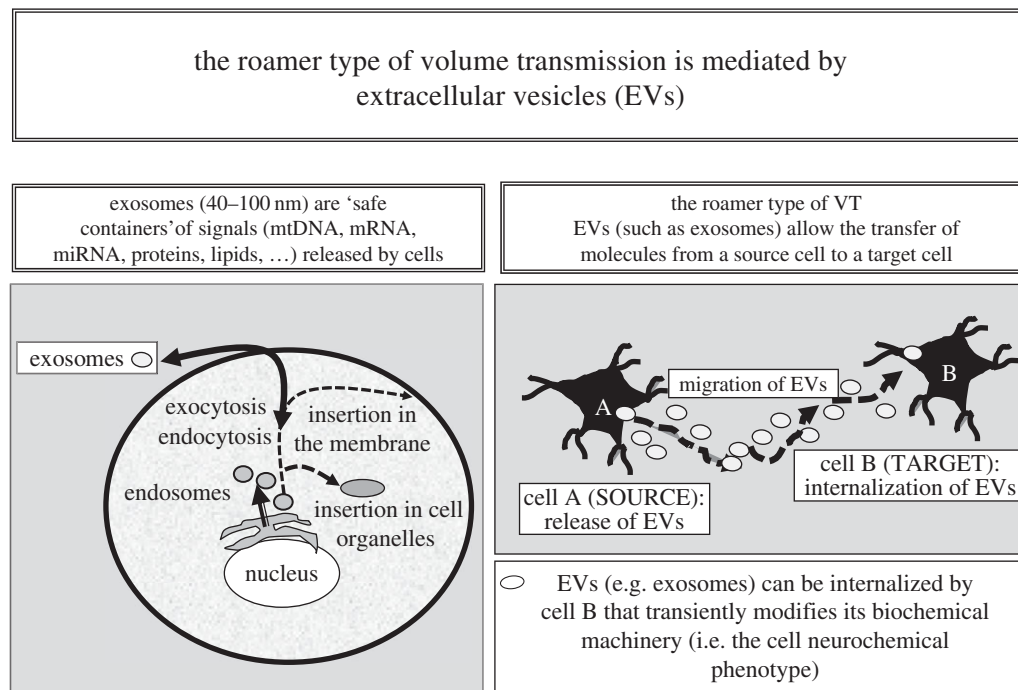 the roamer type of volume transmission is mediated by
extracellular vesicles (EVs)
exosomes (40–100 nm) are ‘safe
containers’of signals (mtDNA, mRNA,
miRNA, proteins, lipids, …) released by cells
the roamer type of VT
EVs (such as exosomes) allow the transfer of
molecules from a source cell to a target cell
exosomes
exocytosis
endocytosis
insertion in
the membrane
endosomes
insertion in cell
organelles
nucleus
A
migration of EVs
B
cell A (SOURCE):
release of EVs
cell B (TARGET):
internalization of EVs
EVs (e.g. exosomes) can be internalized by
cell B that transiently modifies its biochemical
machinery (i.e. the cell neurochemical
phenotype)